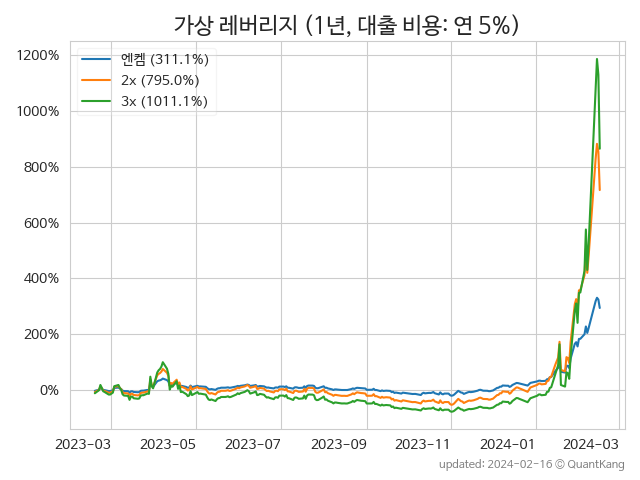 가상 레버리지 (1년, 대출 비용: 연 5%)
1200%
1000%
800%
600%
400%
200%
0%
엔켐 (311.1%)
2x (795.0%)
3x (1011.1%)
2023-03 2023-05 2023-07 2023-09 2023-11 2024-01 2024-03
updated: 2024-02-16 © QuantKang